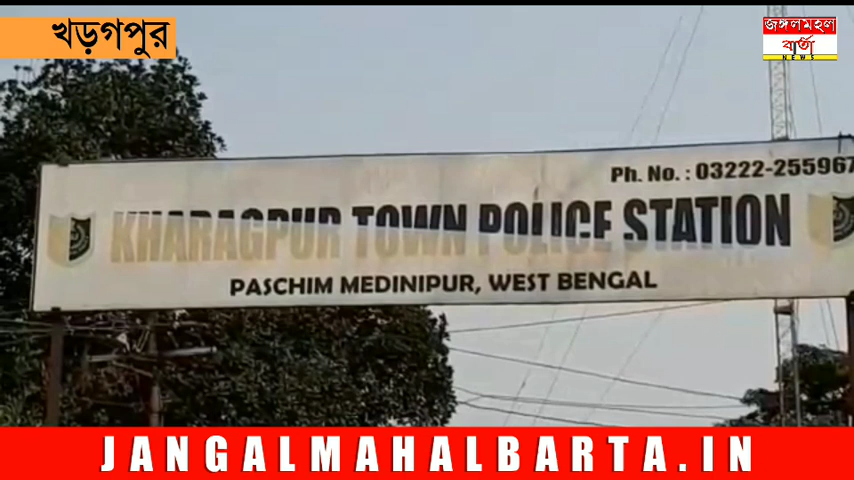 খড়গপুর
জঙ্গলমহল
বার্তা
NEWS
Ph. No. : 03222-255967
KHARAGPUR TOWN POLICE STATION
PASCHIM MEDINIPUR, WEST BENGAL
JANGALMAHALBARTA.IN